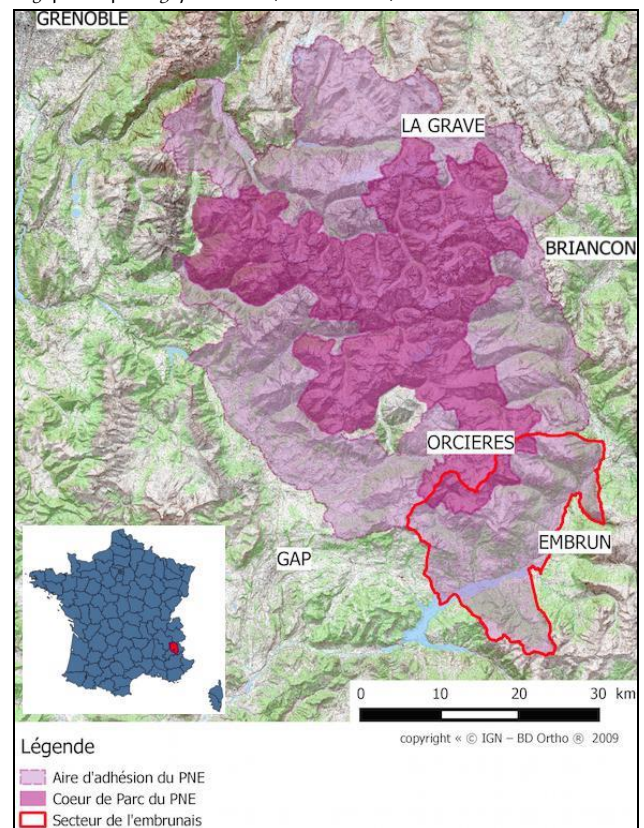 GRENOBLE
LA GRAVE
BRIANCON
ORCIERES
EMBRUN
GAP
0 10 20 30 km
copyright « © IGN – BD Ortho ® 2009
Légende
Aire d'adhésion du PNE
Coeur de Parc du PNE
Secteur de l'embrunais